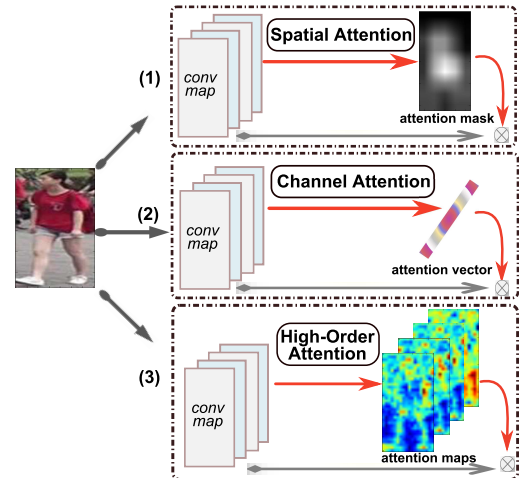 (1)
conv
map
Spatial Attention
attention mask
(2)
conv
map
Channel Attention
attention vector
(3)
conv
map
High-Order
Attention
attention maps